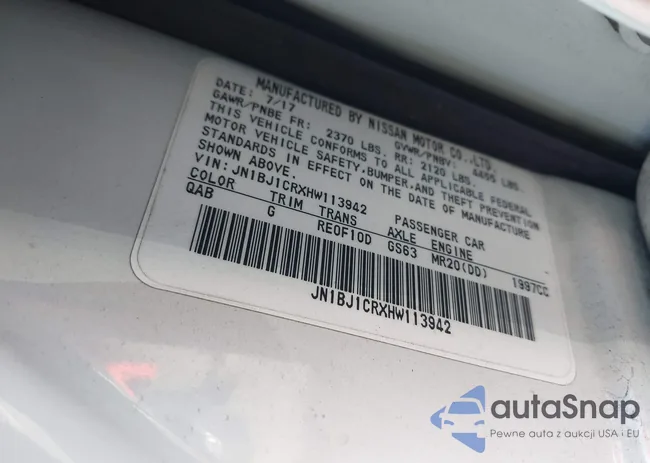 MANUFACTURED BY NISSAN MOTOR CO.,LTD.
DATE: 7/17 GVWR/PNBV: 4455 LBS.
GAWR/PNBE FR: 2370 LBS. RR: 2120 LBS.
THIS VEHICLE CONFORMS TO ALL APPLICABLE FEDERAL
MOTOR VEHICLE SAFETY,BUMPER,AND THEFT PREVENTION
STANDARDS IN EFFECT ON THE DATE OF MANUFACTURE
SHOWN ABOVE.
VIN: JN1BJ1CRXHW113942 PASSENGER CAR
COLOR TRIM TRANS AXLE ENGINE
QAB G RE0F10D GS63 MR20(DD) 1997CC
JN1BJ1CRXHW113942
autaSnap
Pewne auta z aukcji USA i EU